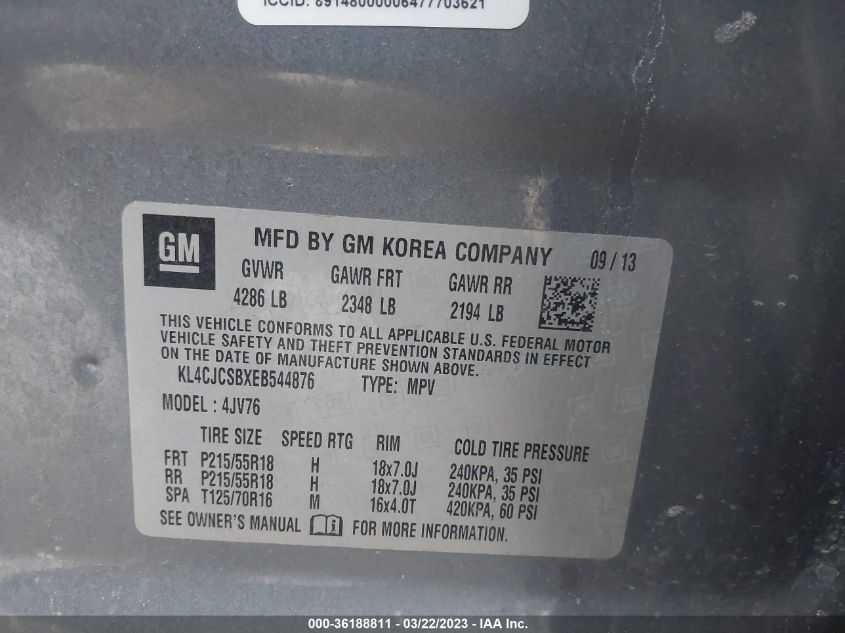 ICCID: 89148000006477703621
GM
MFD BY GM KOREA COMPANY 09 / 13
GVWR GAWR FRT GAWR RR
4286 LB 2348 LB 2194 LB
THIS VEHICLE CONFORMS TO ALL APPLICABLE U.S. FEDERAL MOTOR
VEHICLE SAFETY AND THEFT PREVENTION STANDARDS IN EFFECT
ON THE DATE OF MANUFACTURE SHOWN ABOVE.
KL4CJCSBXEB544876 TYPE: MPV
MODEL : 4JV76
TIRE SIZE SPEED RTG RIM COLD TIRE PRESSURE
FRT P215/55R18 H 18x7.0J 240KPA, 35 PSI
RR P215/55R18 H 18x7.0J 240KPA, 35 PSI
SPA T125/70R16 M 16x4.0T 420KPA, 60 PSI
SEE OWNER'S MANUAL FOR MORE INFORMATION.
000-36188811 - 03/22/2023 - IAA Inc.